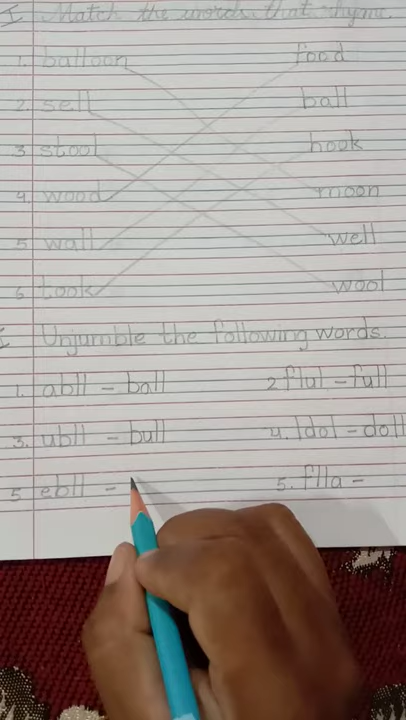 I Match the words that rhyme.
1. balloon food
2. sell ball
3. stool hook
4. wood moon
5 wall well
6 took wool
Unjumble the following words.
1. abll - ball 2 flul - full
3. ubll - bull 4. ldol - doll
5 ebll - 5. flla -